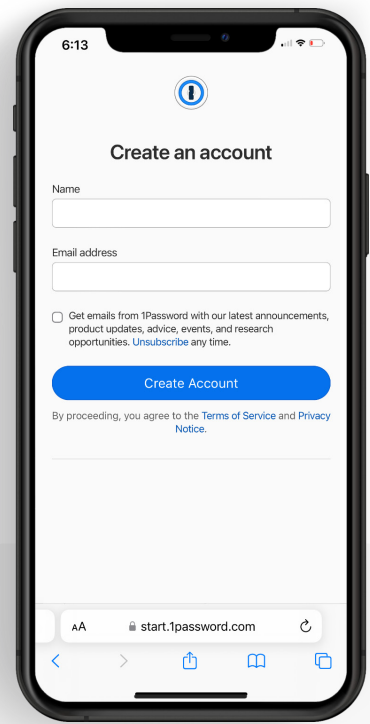 6:13
Create an account
Name
Email address
Get emails from 1Password with our latest announcements,
product updates, advice, events, and research
opportunities. Unsubscribe any time.
Create Account
By proceeding, you agree to the Terms of Service and Privacy
Notice.
AA start.1password.com